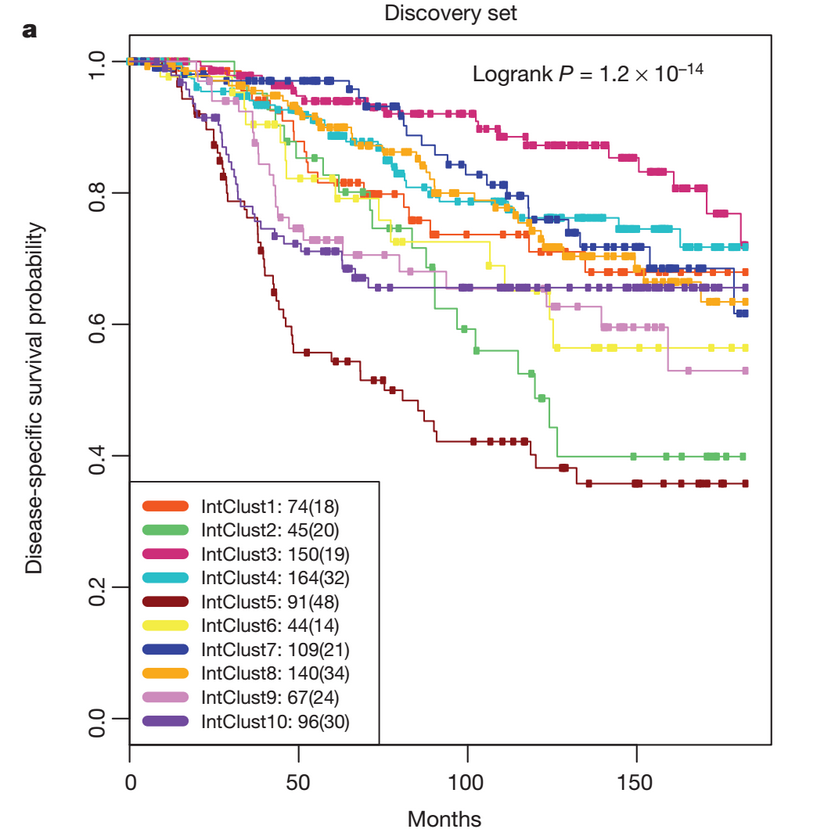 a
Discovery set
Logrank P = 1.2 × 10⁻¹⁴
Disease-specific survival probability
1.0
0.8
0.6
0.4
0.2
0.0
IntClust1: 74(18)
IntClust2: 45(20)
IntClust3: 150(19)
IntClust4: 164(32)
IntClust5: 91(48)
IntClust6: 44(14)
IntClust7: 109(21)
IntClust8: 140(34)
IntClust9: 67(24)
IntClust10: 96(30)
0 50 100 150
Months